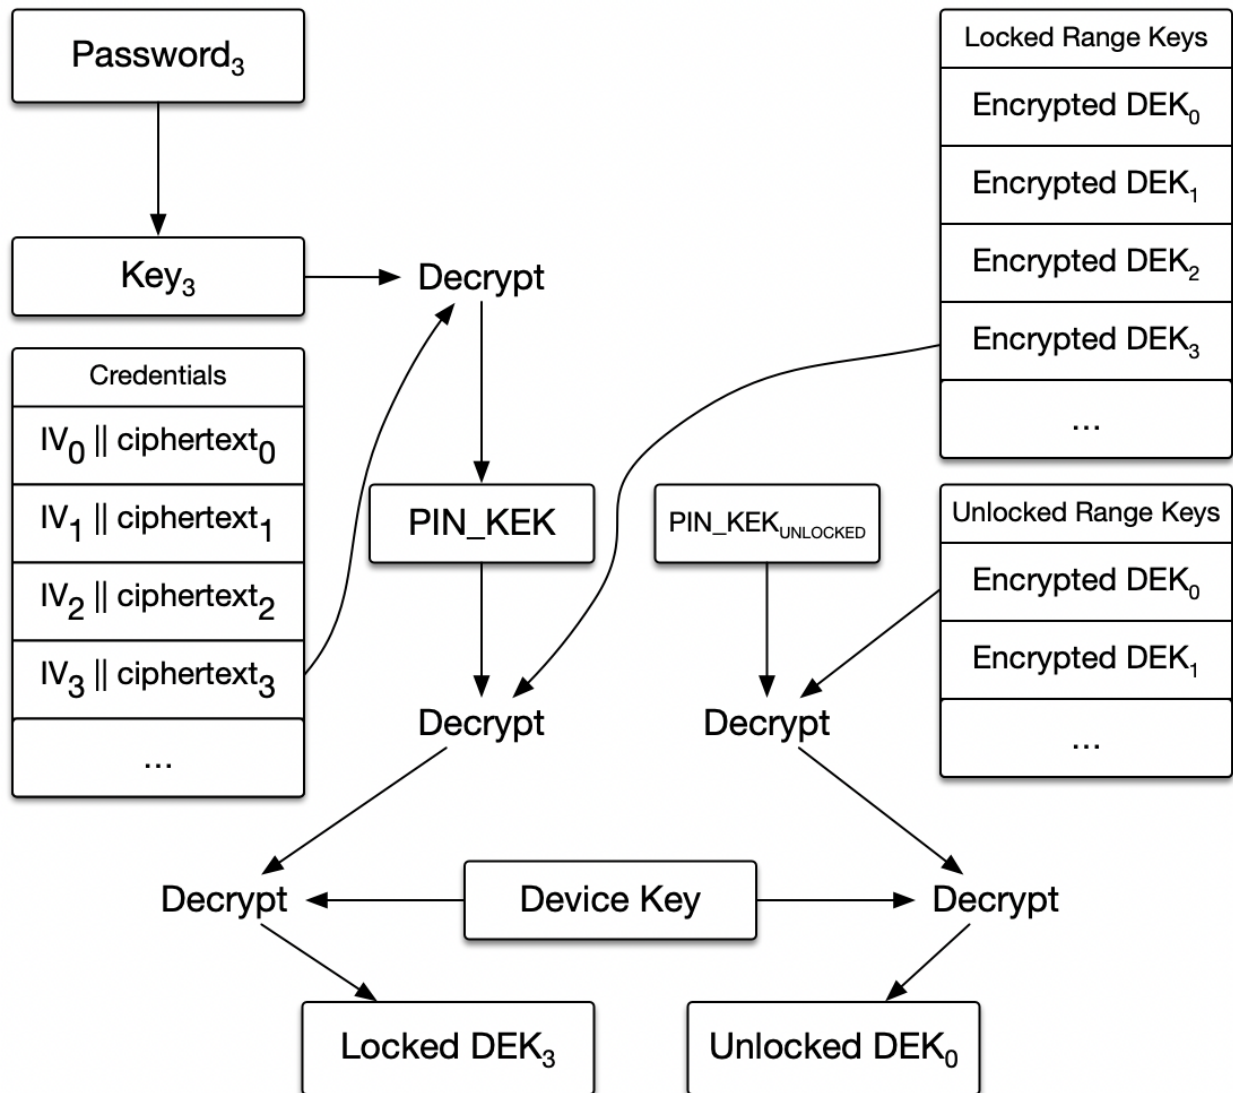 Password₃
Key₃
Decrypt
Credentials
IV₀ || ciphertext₀
IV₁ || ciphertext₁
IV₂ || ciphertext₂
IV₃ || ciphertext₃
...
PIN_KEK
PIN_KEK_UNLOCKED
Locked Range Keys
Encrypted DEK₀
Encrypted DEK₁
Encrypted DEK₂
Encrypted DEK₃
...
Unlocked Range Keys
Encrypted DEK₀
Encrypted DEK₁
...
Decrypt
Decrypt
Decrypt
Device Key
Decrypt
Locked DEK₃
Unlocked DEK₀